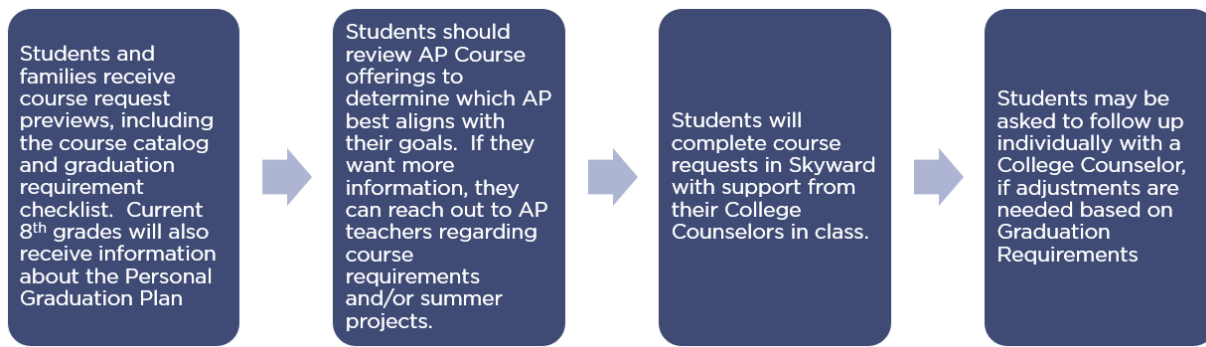 Students and
families receive
course request
previews, including
the course catalog
and graduation
requirement
checklist.  Current
8th grades will also
receive information
about the Personal
Graduation Plan
Students should
review AP Course
offerings to
determine which AP
best aligns with
their goals.  If they
want more
information, they
can reach out to AP
teachers regarding
course
requirements
and/or summer
projects.
Students will
complete course
requests in Skyward
with support from
their College
Counselors in class.
Students may be
asked to follow up
individually with a
College Counselor,
if adjustments are
needed based on
Graduation
Requirements